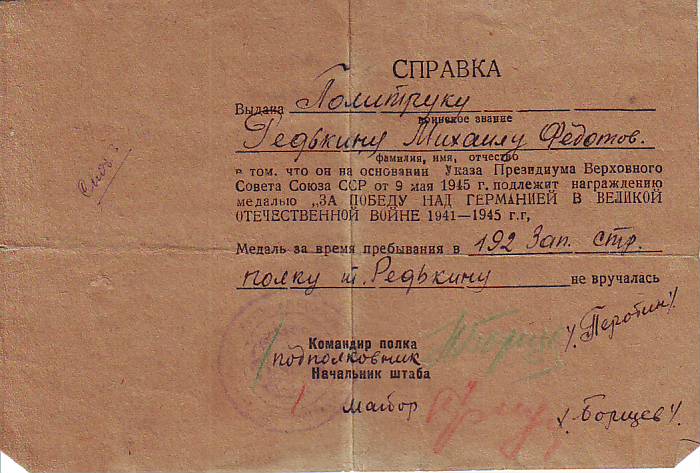 СПРАВКА
Выдана Политруку
воинское звание
Редькину Михаилу Федотов.
фамилия, имя, отчество
в том, что он на основании Указа Президиума Верховного
Совета Союза ССР от 9 мая 1945 г. подлежит награждению
медалью „ЗА ПОБЕДУ НАД ГЕРМАНИЕЙ В ВЕЛИКОЙ
ОТЕЧЕСТВЕННОЙ ВОЙНЕ 1941—1945 г.г,
Медаль за время пребывания в 192 Зап. стр.
полку т. Редькину не вручалась
Командир полка
подполковник /Перотин/
Начальник штаба
майор /Борщев/